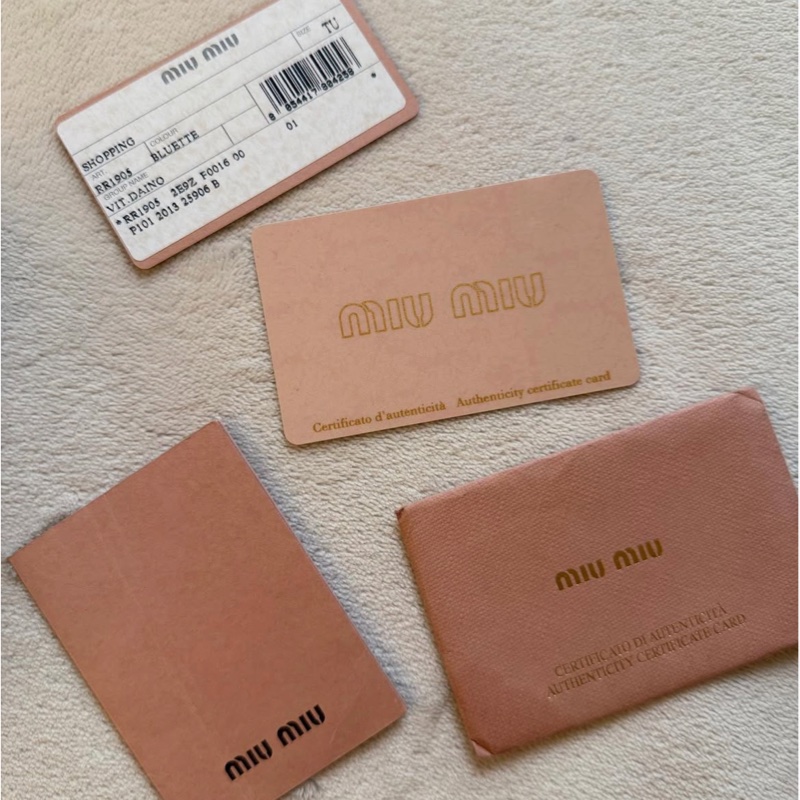 MIU MIU
SIZE TU
SHOPPING
COLOUR
BLUETTE
ART.
RR1905
GROUP NAME
VIT.DAINO
01
*
*RR1905 2E9Z F0016 00
P101 2013 25906 B
MIU MIU
Certificato d'autenticità Authenticity certificate card
MIU MIU
CERTIFICATO DI AUTENTICITÀ
AUTHENTICITY CERTIFICATE CARD
MIU MIU